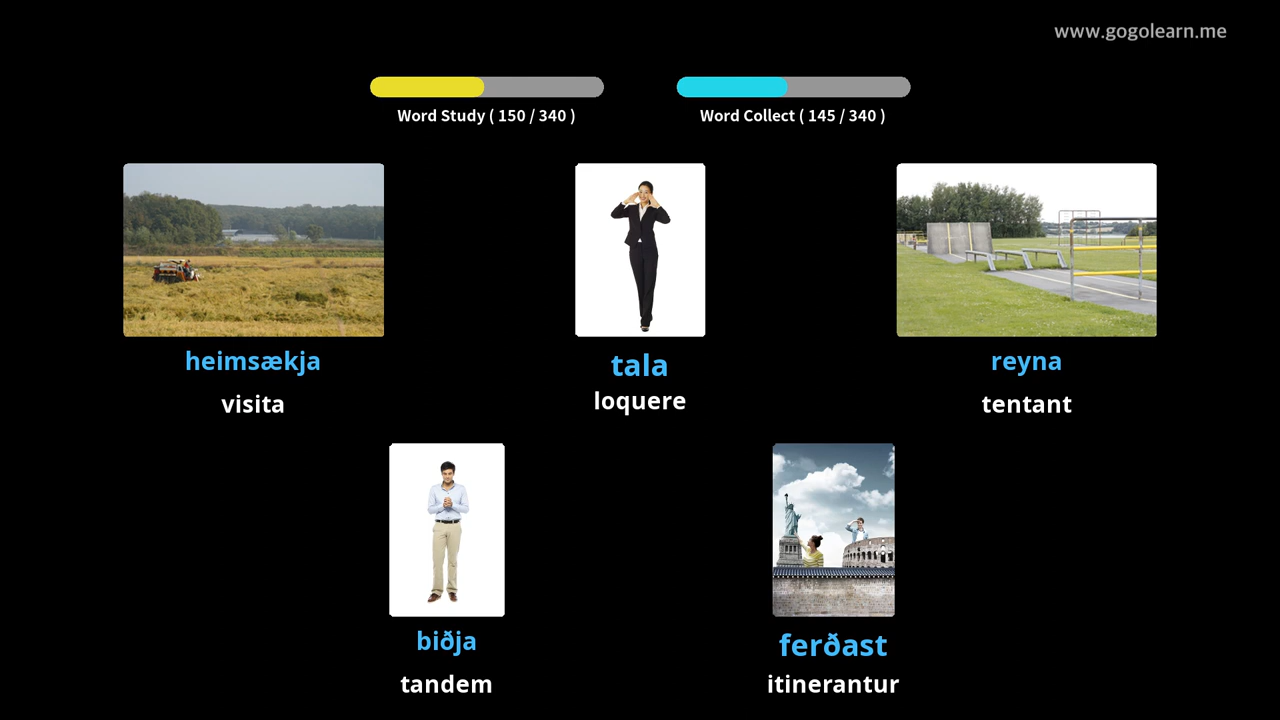 www.gogolearn.me
Word Study ( 150 / 340 )
Word Collect ( 145 / 340 )
heimsækja
visita
tala
loquere
reyna
tentant
biðja
tandem
ferðast
itinerantur